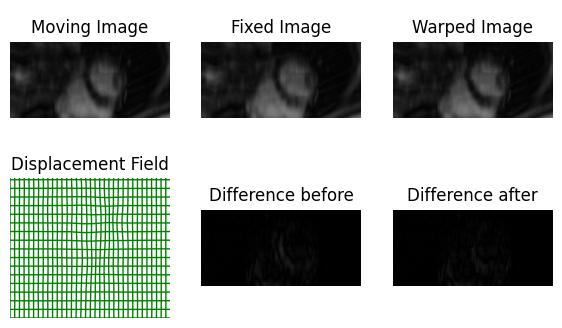 Moving Image
Fixed Image
Warped Image
Displacement Field
Difference before
Difference after